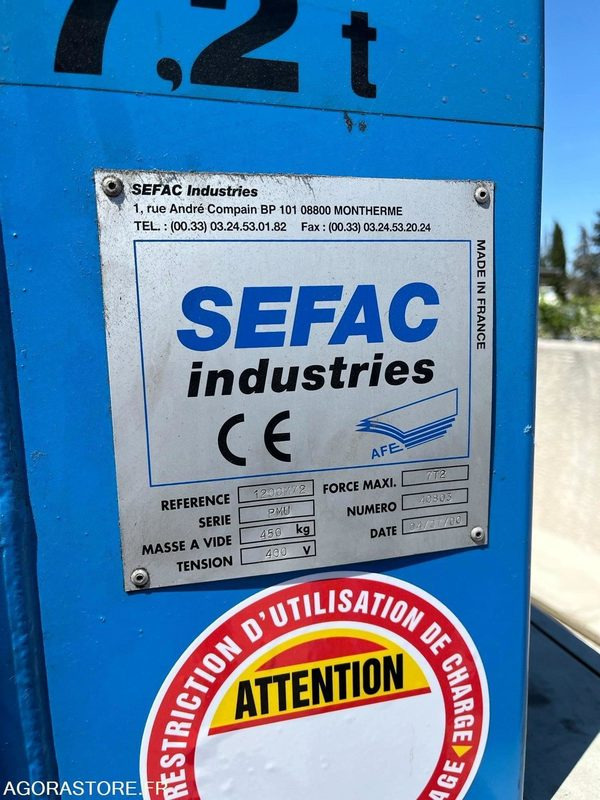 7,2 t
SEFAC Industries
1, rue André Compain BP 101 08800 MONTHERME
TEL. : (00.33) 03.24.53.01.82 Fax : (00.33) 03.24.53.20.24
MADE IN FRANCE
SEFAC
industries
CE
AFE
REFERENCE
SERIE PMU
MASSE A VIDE 450 kg
TENSION 400 V
FORCE MAXI. 7T2
NUMERO 40903
DATE
RESTRICTION D'UTILISATION DE CHARGE
ATTENTION
AGORASTORE.FR